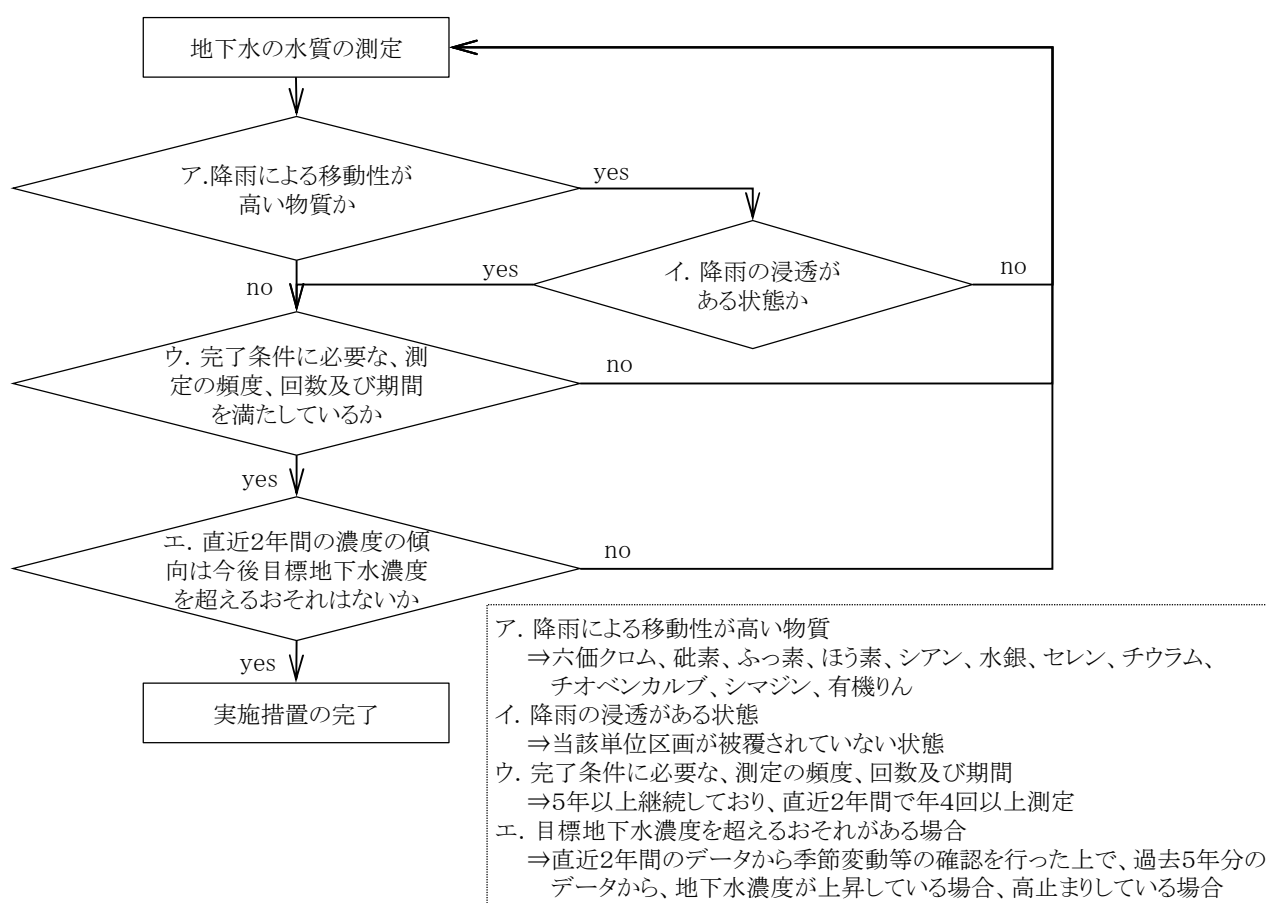 地下水の水質の測定
ア.降雨による移動性が
高い物質か
yes
no
イ. 降雨の浸透が
ある状態か
yes
no
ウ. 完了条件に必要な、測
定の頻度、回数及び期間
を満たしているか
no
yes
エ. 直近2年間の濃度の傾
向は今後目標地下水濃度
を超えるおそれはないか
no
yes
実施措置の完了
ア. 降雨による移動性が高い物質
⇒六価クロム、砒素、ふっ素、ほう素、シアン、水銀、セレン、チウラム、
チオベンカルブ、シマジン、有機りん
イ. 降雨の浸透がある状態
⇒当該単位区画が被覆されていない状態
ウ. 完了条件に必要な、測定の頻度、回数及び期間
⇒5年以上継続しており、直近2年間で年4回以上測定
エ. 目標地下水濃度を超えるおそれがある場合
⇒直近2年間のデータから季節変動等の確認を行った上で、過去5年分の
データから、地下水濃度が上昇している場合、高止まりしている場合